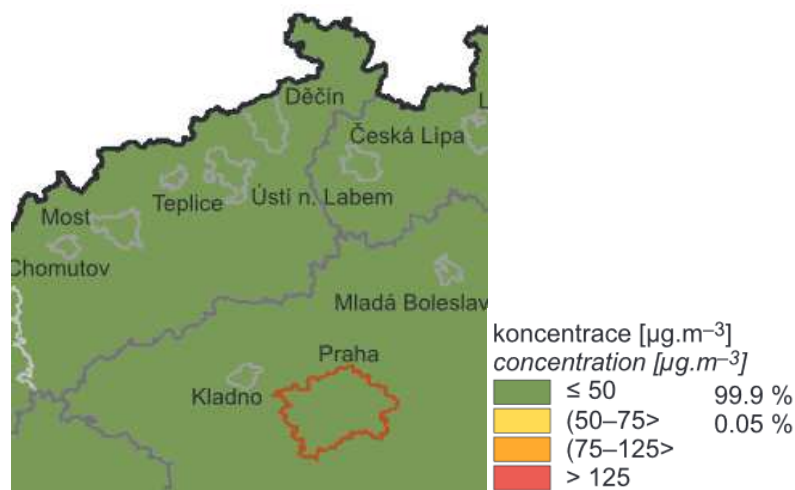 Děčín
L
Česká Lípa
Teplice
Ústí n. Labem
Most
Chomutov
Mladá Boleslav
Praha
Kladno
koncentrace [µg.m–3]
concentration [µg.m–3]
≤ 50 99.9 %
(50–75> 0.05 %
(75–125>
> 125